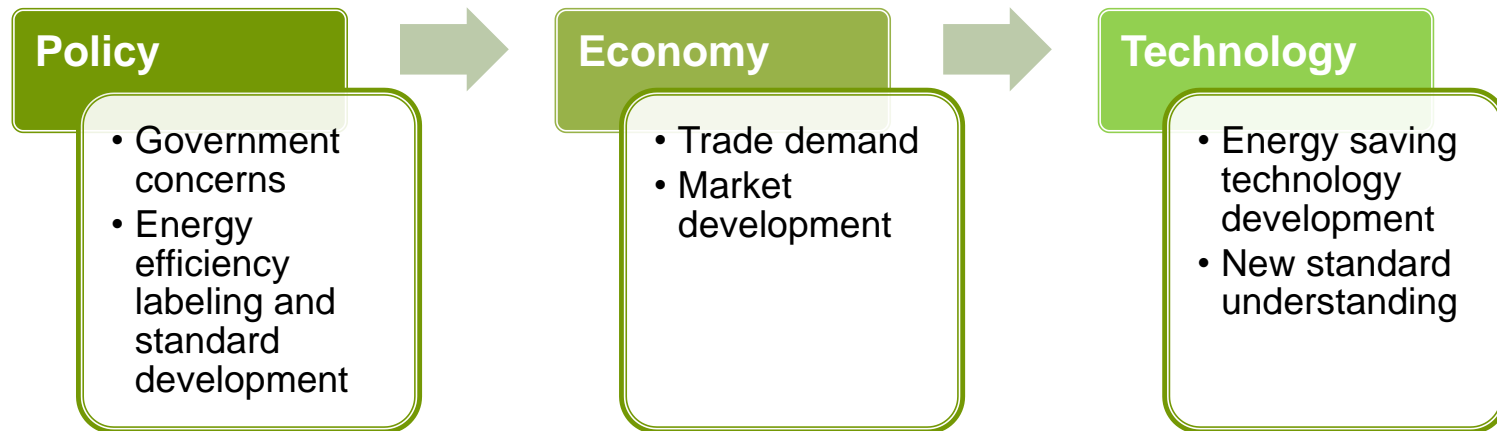 Policy
• Government
concerns
• Energy
efficiency
labeling and
standard
development
Economy
• Trade demand
• Market
development
Technology
• Energy saving
technology
development
• New standard
understanding